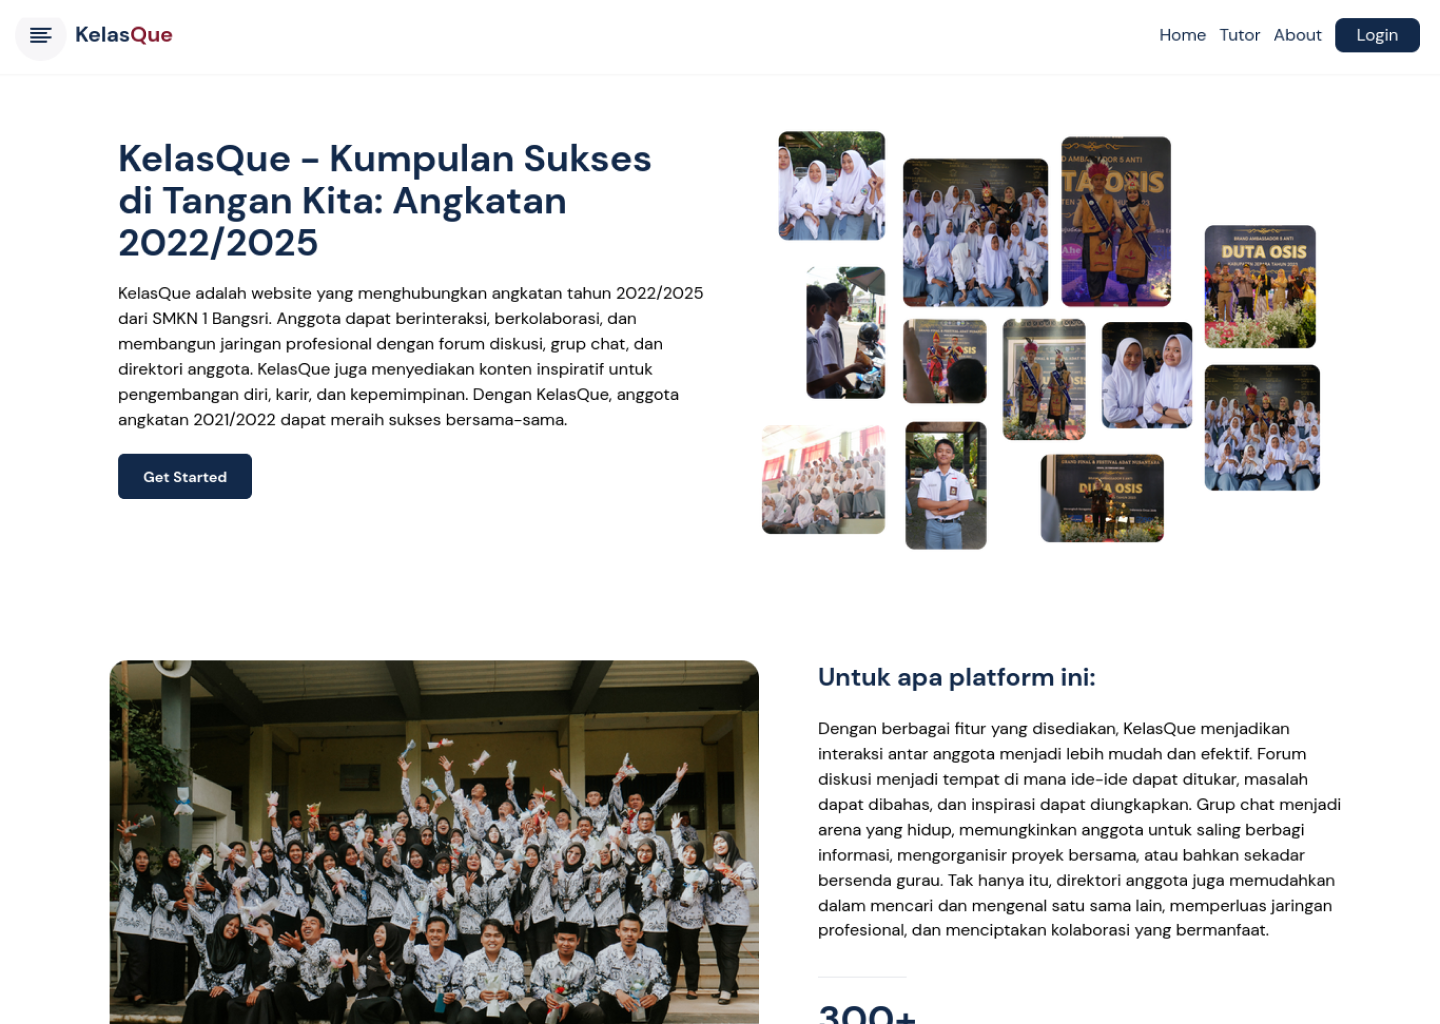 KelasQue
Home Tutor About Login
KelasQue - Kumpulan Sukses
di Tangan Kita: Angkatan
2022/2025
KelasQue adalah website yang menghubungkan angkatan tahun 2022/2025
dari SMKN 1 Bangsri. Anggota dapat berinteraksi, berkolaborasi, dan
membangun jaringan profesional dengan forum diskusi, grup chat, dan
direktori anggota. KelasQue juga menyediakan konten inspiratif untuk
pengembangan diri, karir, dan kepemimpinan. Dengan KelasQue, anggota
angkatan 2021/2022 dapat meraih sukses bersama-sama.
Get Started
DUTA OSIS
BRAND AMBASSADOR 5 ANTI
DUTA OSIS
DUTA OSIS
Untuk apa platform ini:
Dengan berbagai fitur yang disediakan, KelasQue menjadikan
interaksi antar anggota menjadi lebih mudah dan efektif. Forum
diskusi menjadi tempat di mana ide-ide dapat ditukar, masalah
dapat dibahas, dan inspirasi dapat diungkapkan. Grup chat menjadi
arena yang hidup, memungkinkan anggota untuk saling berbagi
informasi, mengorganisir proyek bersama, atau bahkan sekadar
bersenda gurau. Tak hanya itu, direktori anggota juga memudahkan
dalam mencari dan mengenal satu sama lain, memperluas jaringan
profesional, dan menciptakan kolaborasi yang bermanfaat.
300+